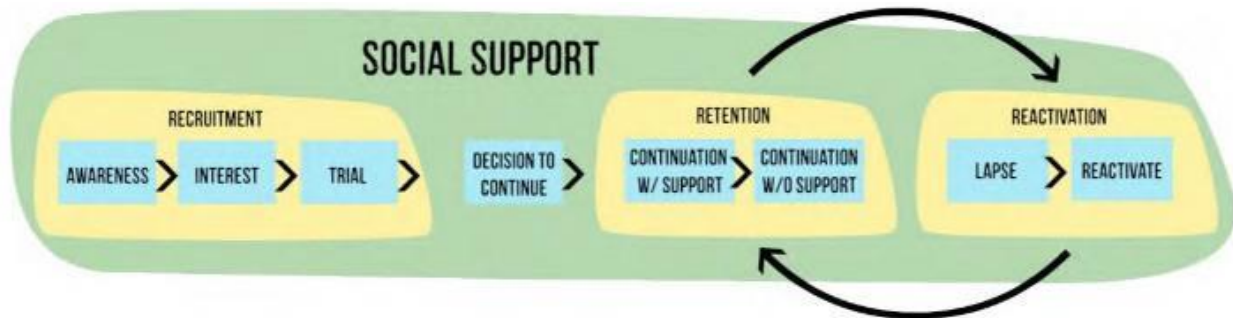 SOCIAL SUPPORT
RECRUITMENT
AWARENESS
INTEREST
TRIAL
DECISION TO
CONTINUE
RETENTION
CONTINUATION
W/ SUPPORT
CONTINUATION
W/O SUPPORT
REACTIVATION
LAPSE
REACTIVATE